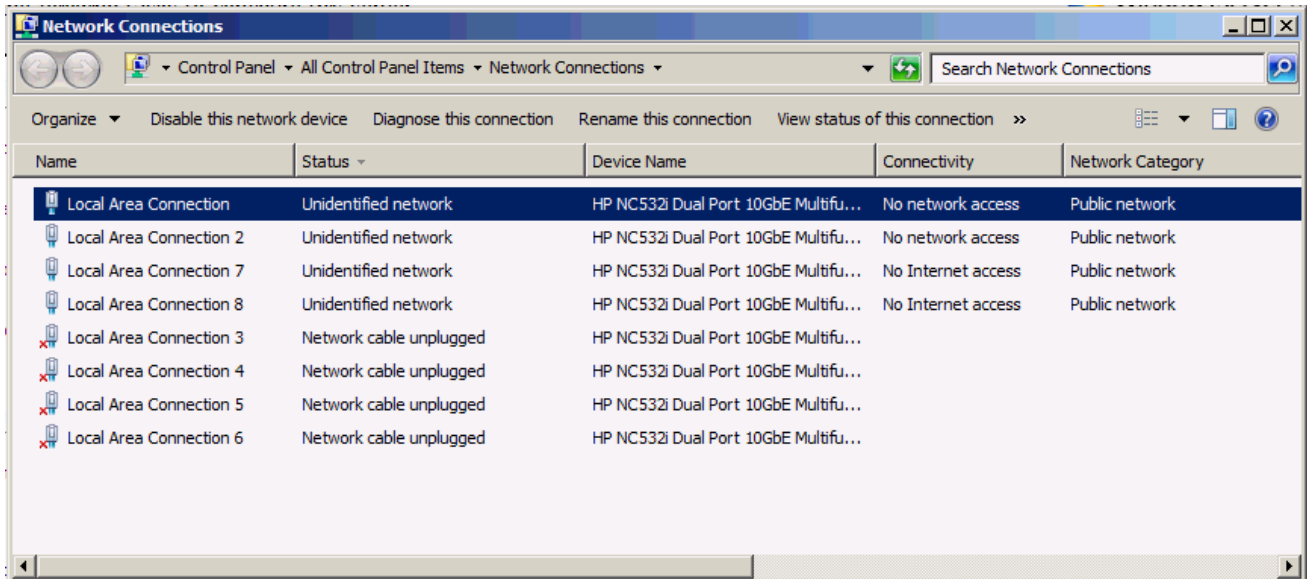 Network Connections
Control Panel All Control Panel Items Network Connections Search Network Connections
Organize Disable this network device Diagnose this connection Rename this connection View status of this connection »
Name Status Device Name Connectivity Network Category
Local Area Connection Unidentified network HP NC532i Dual Port 10GbE Multifu... No network access Public network
Local Area Connection 2 Unidentified network HP NC532i Dual Port 10GbE Multifu... No network access Public network
Local Area Connection 7 Unidentified network HP NC532i Dual Port 10GbE Multifu... No Internet access Public network
Local Area Connection 8 Unidentified network HP NC532i Dual Port 10GbE Multifu... No Internet access Public network
Local Area Connection 3 Network cable unplugged HP NC532i Dual Port 10GbE Multifu...
Local Area Connection 4 Network cable unplugged HP NC532i Dual Port 10GbE Multifu...
Local Area Connection 5 Network cable unplugged HP NC532i Dual Port 10GbE Multifu...
Local Area Connection 6 Network cable unplugged HP NC532i Dual Port 10GbE Multifu...